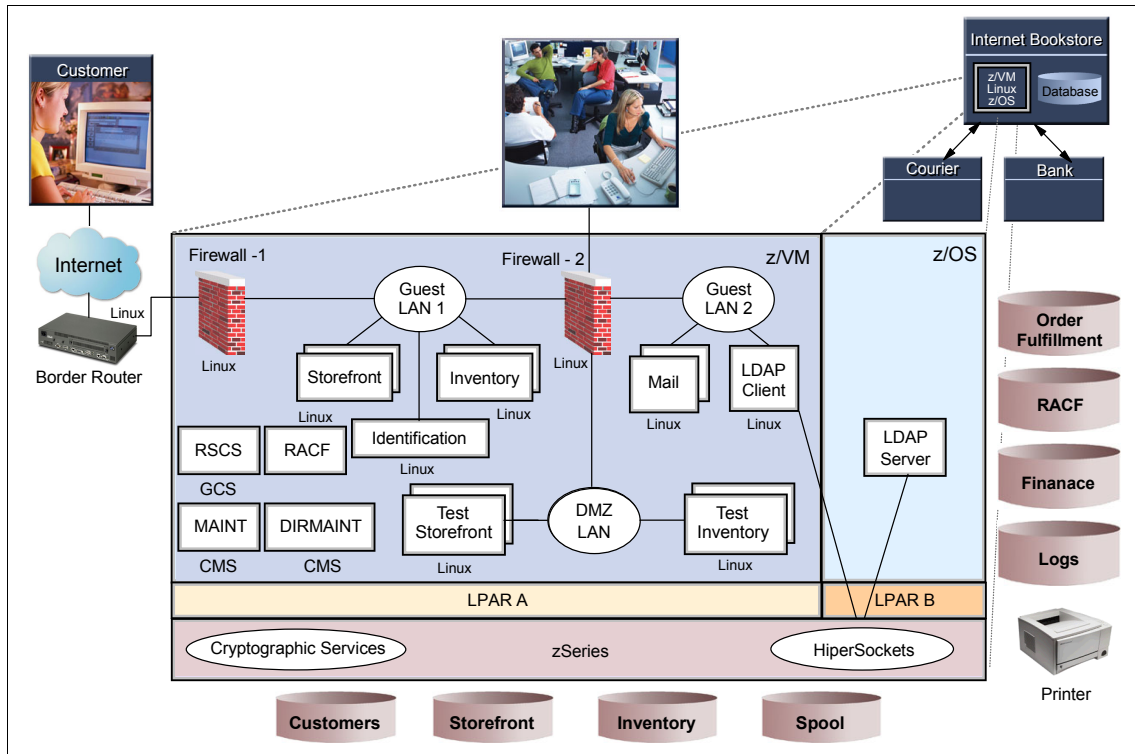 Customer
Internet Bookstore
z/VM
Linux
z/OS
Database
Courier
Bank
Internet
Linux
Border Router
Firewall -1
Linux
Guest
LAN 1
Firewall - 2
Linux
Guest
LAN 2
z/VM
z/OS
Storefront
Linux
Inventory
Linux
Identification
Linux
Mail
Linux
LDAP
Client
Linux
LDAP
Server
RSCS
GCS
RACF
MAINT
CMS
DIRMAINT
CMS
Test
Storefront
Linux
DMZ
LAN
Test
Inventory
Linux
LPAR A
LPAR B
Cryptographic Services
zSeries
HiperSockets
Order
Fulfillment
RACF
Finanace
Logs
Printer
Customers
Storefront
Inventory
Spool